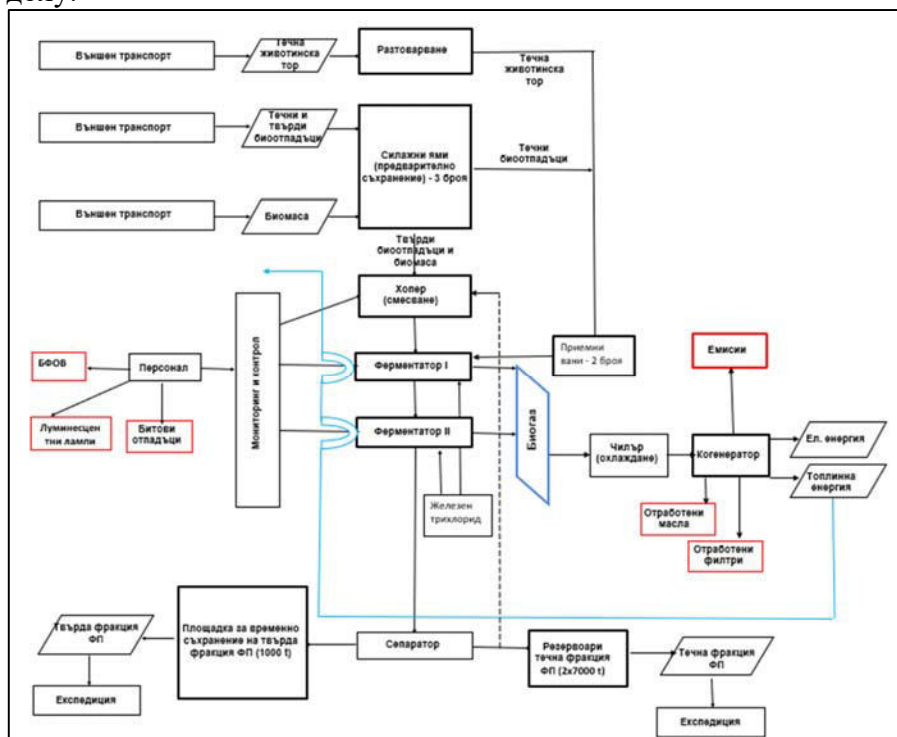 Външен транспорт
Течна
животинска
тор
Разтоварване
Течна
животинска
тор
Външен транспорт
Течни и
твърди
биоотпадъци
Силажни ями
(предварително
съхранение) - 3 броя
Течни
биоотпадъци
Външен транспорт
Биомаса
Твърди
биоотпадъци и
биомаса
Хопер
(смесване)
Мониторинг и контрол
Приемни
вани - 2 броя
Емисии
БФОВ
Персонал
Ферментатор I
Биогаз
Луминесцен
тни лампи
Битови
отпадъци
Ферментатор II
Чилър
(охлаждане)
Когенератор
Ел. енергия
Топлинна
енергия
Железен
трихлорид
Отработени
масла
Отработени
филтри
Твърда фракция
ФП
Площадка за временно
съхранение на твърда
фракция ФП (1000 t)
Сепаратор
Резервоари
течна фракция
ФП (2x7000 t)
Течна фракция
ФП
Експедиция
Експедиция